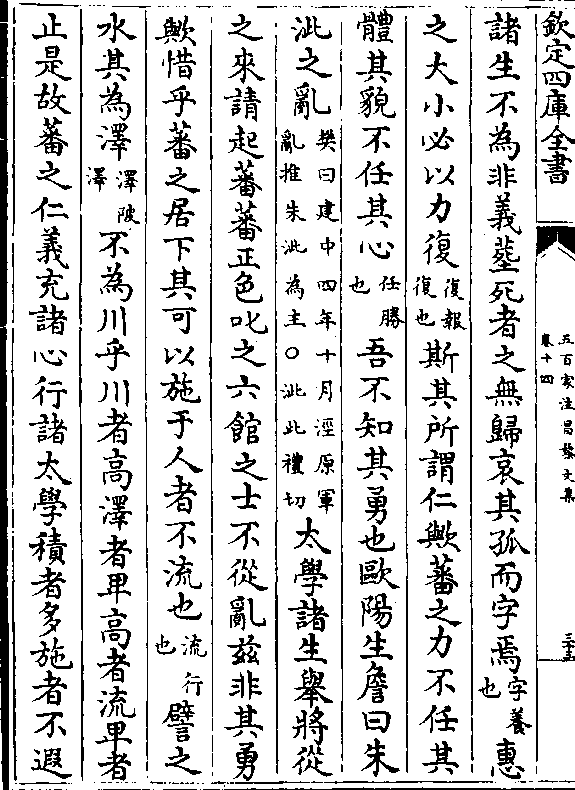 欽定四庫全書
五百家注昌黎文集
卷十四
諸生不為非義塟死者之無歸哀其孤而字焉字養也惠
之大小必以力復復報復也斯其所謂仁歟蕃之力不任其
體其貌不任其心任勝也吾不知其勇也歐陽生詹曰朱
泚之亂樊曰建中四年十月涇原軍亂推朱泚為主○泚此禮切太學諸生舉將從
之來請起蕃蕃正色叱之六館之士不從亂兹非其勇
歟惜乎蕃之居下其可以施于人者不流也流行也譬之
水其為澤澤陂澤不為川乎川者高澤者卑高者流卑者
止是故蕃之仁義充諸心行諸太學積者多施者不遐